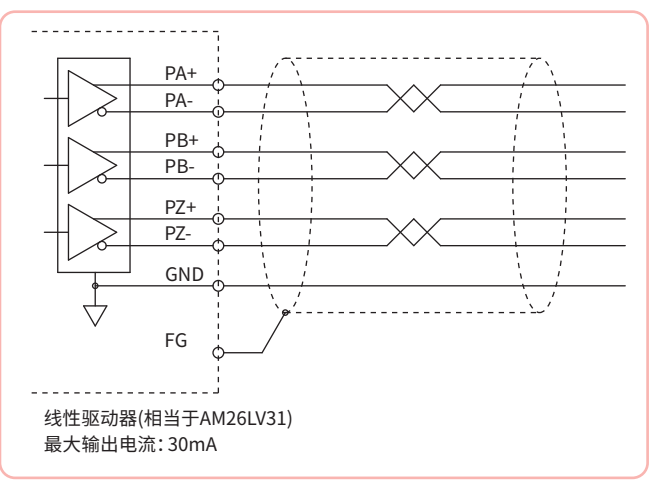 PA+
PA-
PB+
PB-
PZ+
PZ-
GND
FG
线性驱动器(相当于AM26LV31)
最大输出电流：30mA